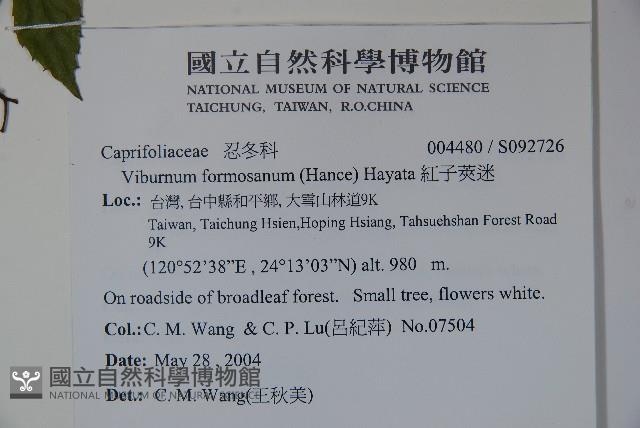 國立自然科學博物館
NATIONAL MUSEUM OF NATURAL SCIENCE
TAICHUNG, TAIWAN, R.O.CHINA
Caprifoliaceae 忍冬科 004480 / S092726
Viburnum formosanum (Hance) Hayata 紅子莢迷
Loc.: 台灣, 台中縣和平鄉, 大雪山林道9K
Taiwan, Taichung Hsien,Hoping Hsiang, Tahsuehshan Forest Road
9K
(120°52'38"E , 24°13'03"N) alt. 980 m.
On roadside of broadleaf forest. Small tree, flowers white.
Col.: C. M. Wang & C. P. Lu(呂紀萍) No.07504
Date: May 28 , 2004
國立自然科學博物館
NATIONAL MUSEUM OF NATURAL SCIENCE
Det.: C. M. Wang(王秋美)